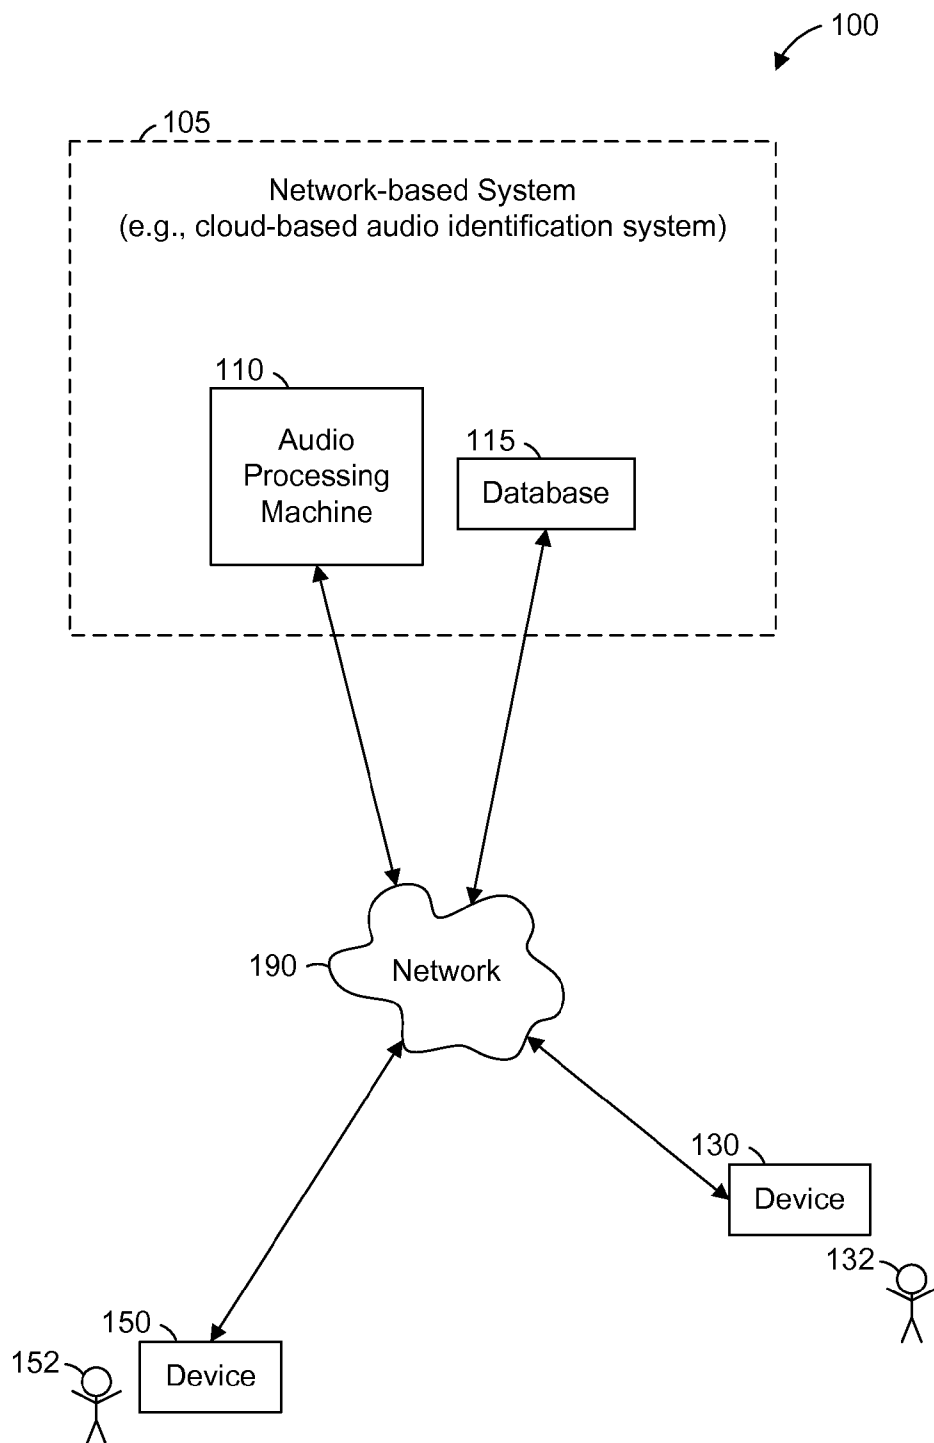 100
105
Network-based System
(e.g., cloud-based audio identification system)
110
Audio
Processing
Machine
115
Database
190
Network
130
Device
132
150
Device
152